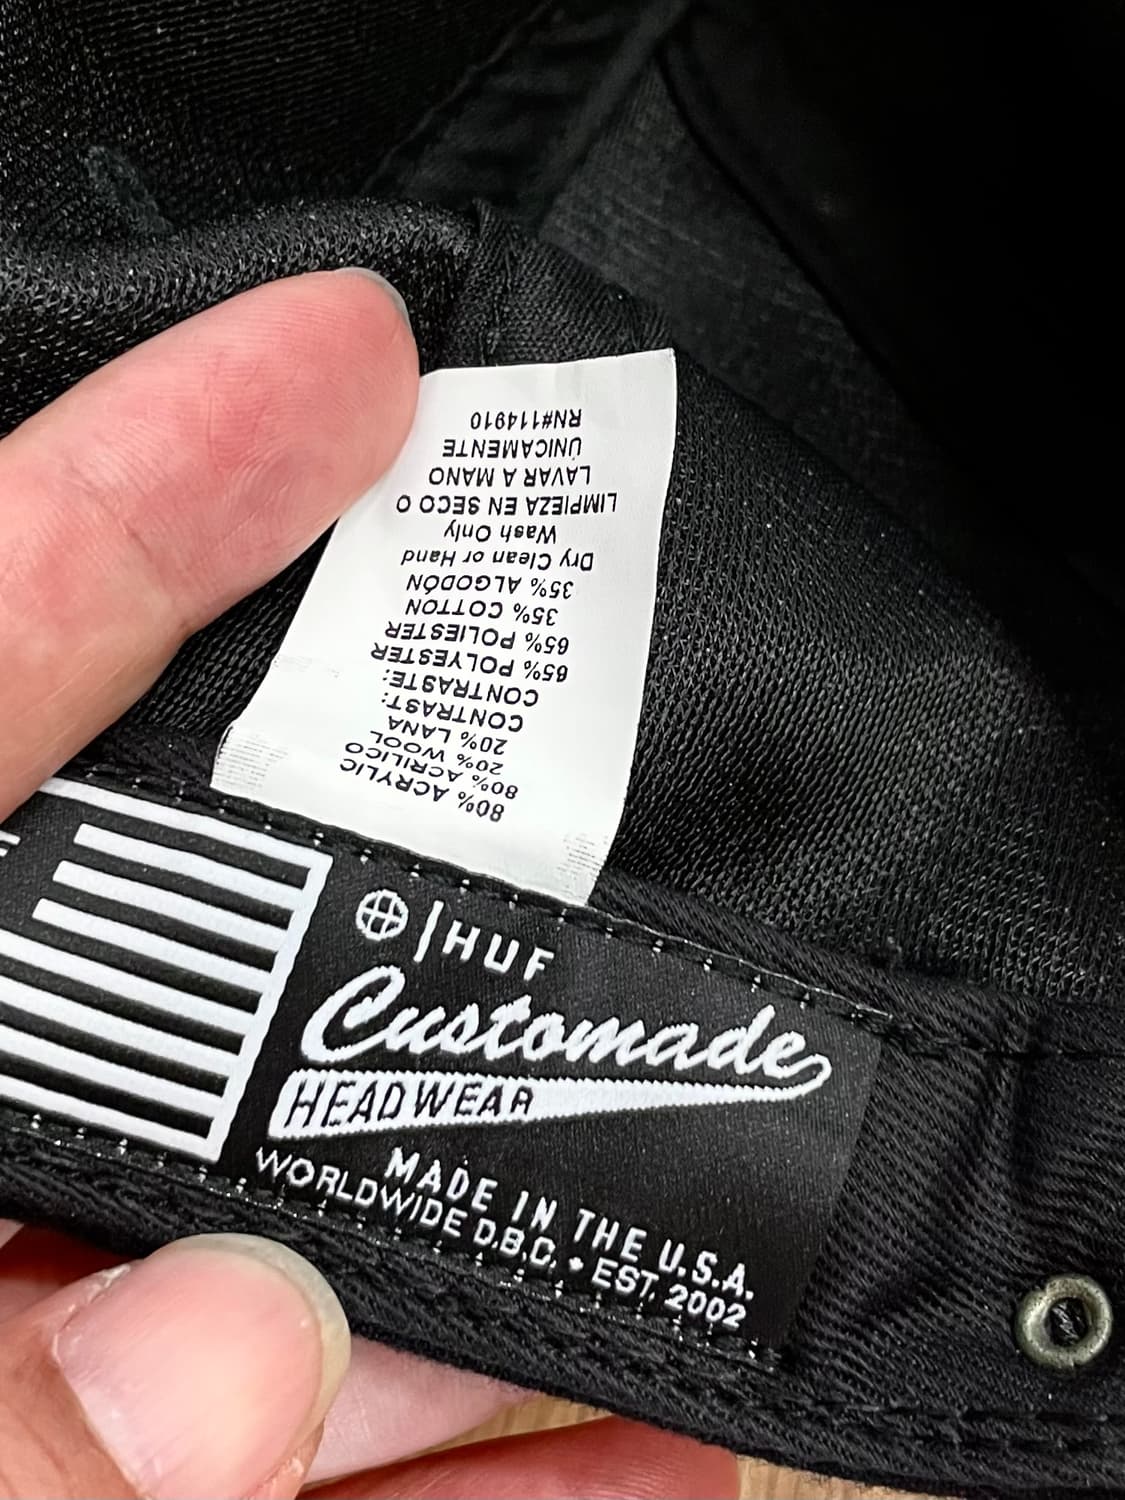 80% ACRYLIC
80% ACRILICO
20% WOOL
20% LANA
CONTRAST:
CONTRASTE:
65% POLYESTER
65% POLIESTER
35% COTTON
35% ALGODÓN
Dry Clean or Hand
Wash Only
LIMPIEZA EN SECO O
LAVAR A MANO
ÚNICAMENTE
RN#114910
HUF
Customade
HEADWEAR
MADE IN THE U.S.A.
WORLDWIDE D.B.C. • EST. 2002